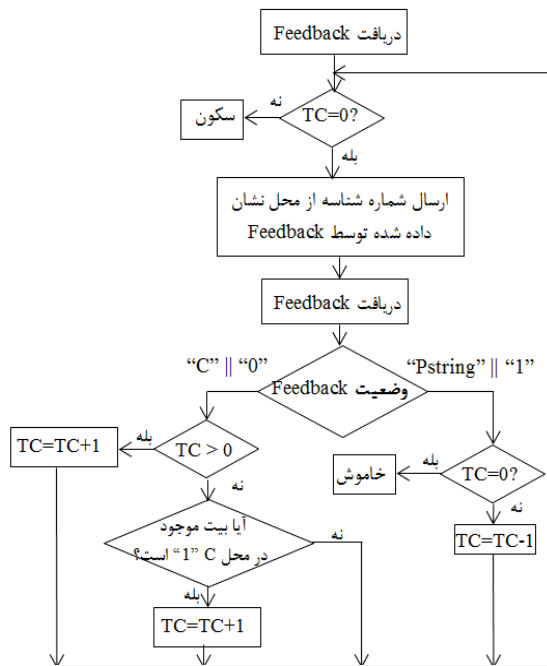 دریافت Feedback
TC=0?
نه
سکون
بله
ارسال شماره شناسه از محل نشان
داده شده توسط Feedback
دریافت Feedback
“C” || “0”
“Pstring” || “1”
وضعیت Feedback
TC > 0
بله
TC=TC+1
نه
TC=0?
بله
خاموش
نه
TC=TC-1
آیا بیت موجود
در محل C “1” است؟
نه
بله
TC=TC+1